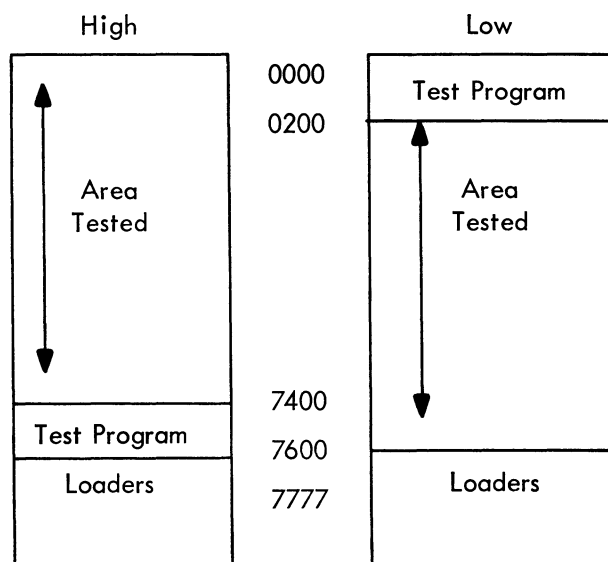 High
Low
0000
Test Program
0200
Area
Tested
Area
Tested
7400
Test Program
7600
Loaders
Loaders
7777